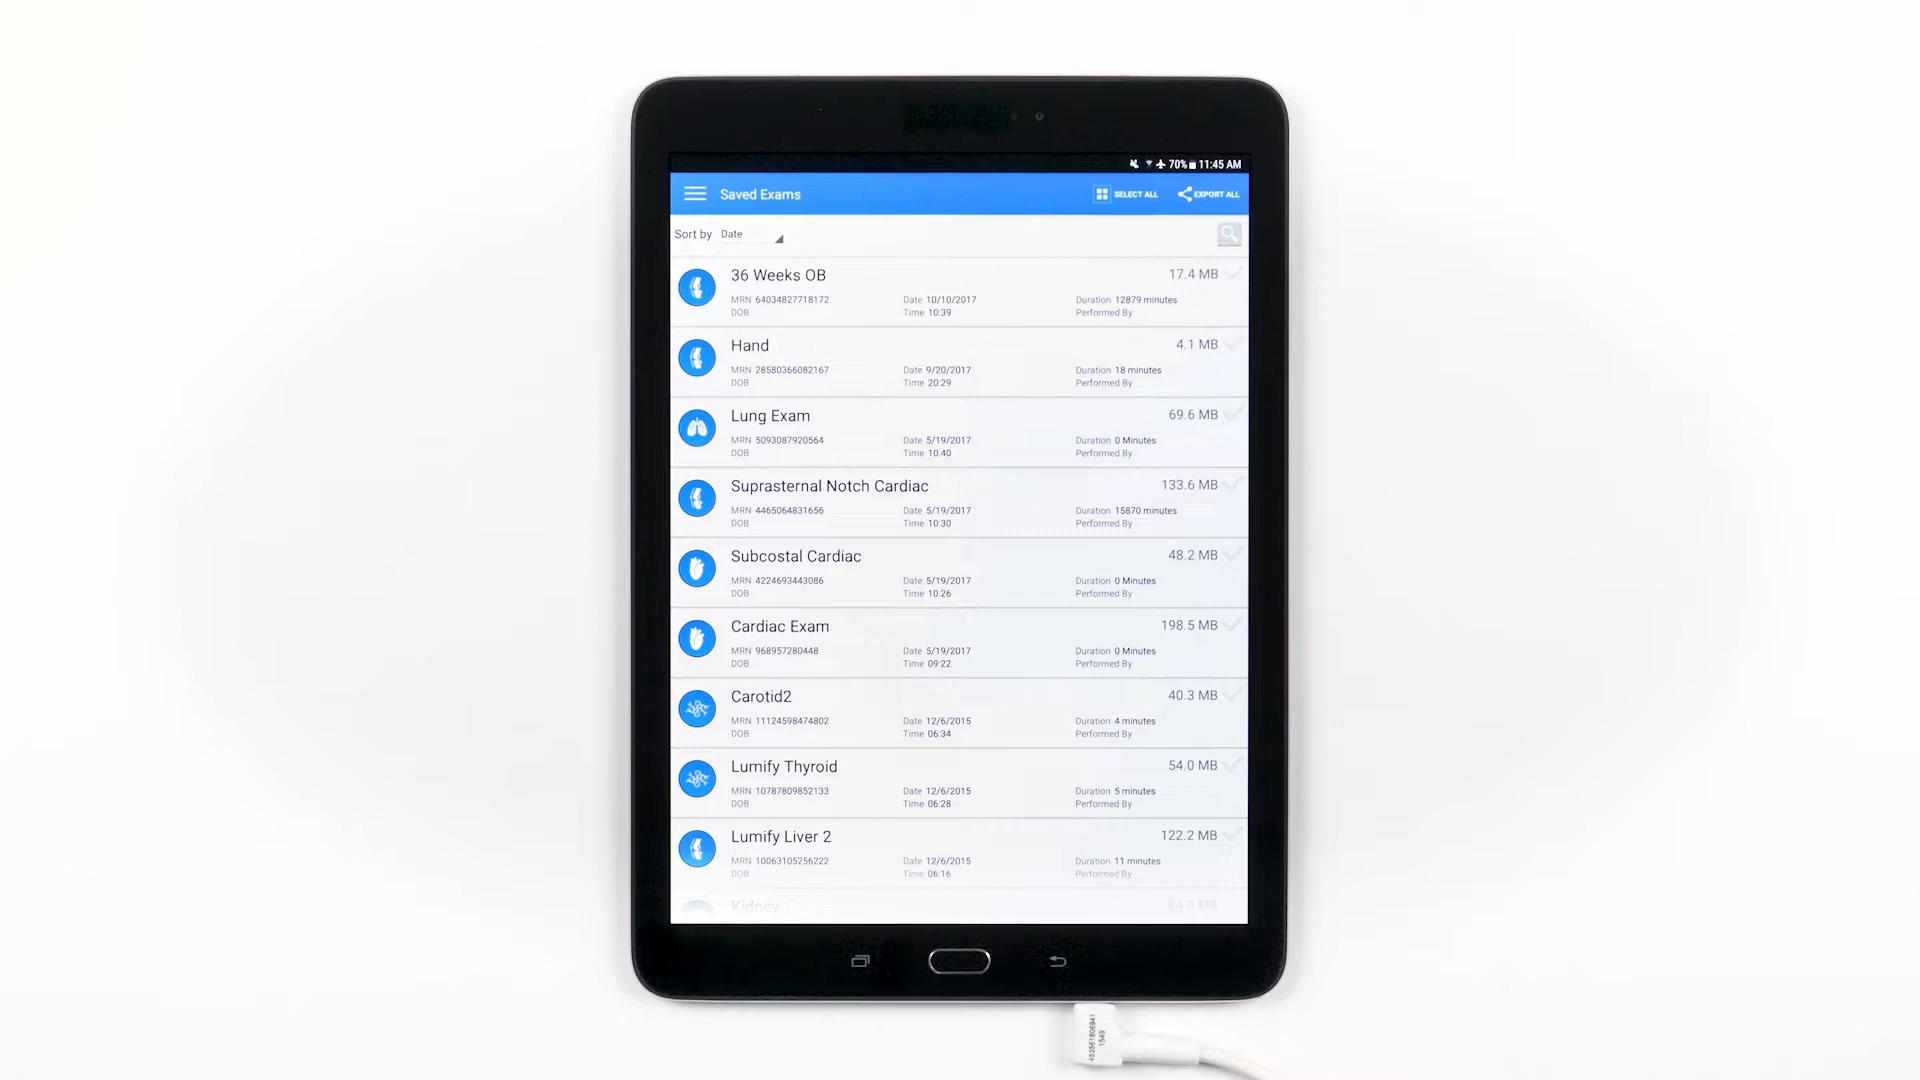 70% 11:45 AM
Saved Exams SELECT ALL EXPORT ALL
Sort by Date
36 Weeks OB 17.4 MB
MRN 64034827718172 Date 10/10/2017 Duration 12879 minutes
DOB Time 10:39 Performed By
Hand 4.1 MB
MRN 28580366082167 Date 9/20/2017 Duration 18 minutes
DOB Time 20:29 Performed By
Lung Exam 69.6 MB
MRN 5093087920564 Date 5/19/2017 Duration 0 Minutes
DOB Time 10:40 Performed By
Suprasternal Notch Cardiac 133.6 MB
MRN 4465064831656 Date 5/19/2017 Duration 15870 minutes
DOB Time 10:30 Performed By
Subcostal Cardiac 48.2 MB
MRN 4224693443086 Date 5/19/2017 Duration 0 Minutes
DOB Time 10:26 Performed By
Cardiac Exam 198.5 MB
MRN 968957280448 Date 5/19/2017 Duration 0 Minutes
DOB Time 09:22 Performed By
Carotid2 40.3 MB
MRN 11124598474802 Date 12/6/2015 Duration 4 minutes
DOB Time 06:34 Performed By
Lumify Thyroid 54.0 MB
MRN 10787809852133 Date 12/6/2015 Duration 5 minutes
DOB Time 06:28 Performed By
Lumify Liver 2 122.2 MB
MRN 10063105256222 Date 12/6/2015 Duration 11 minutes
DOB Time 06:16 Performed By
Kidney
453561806941
1549